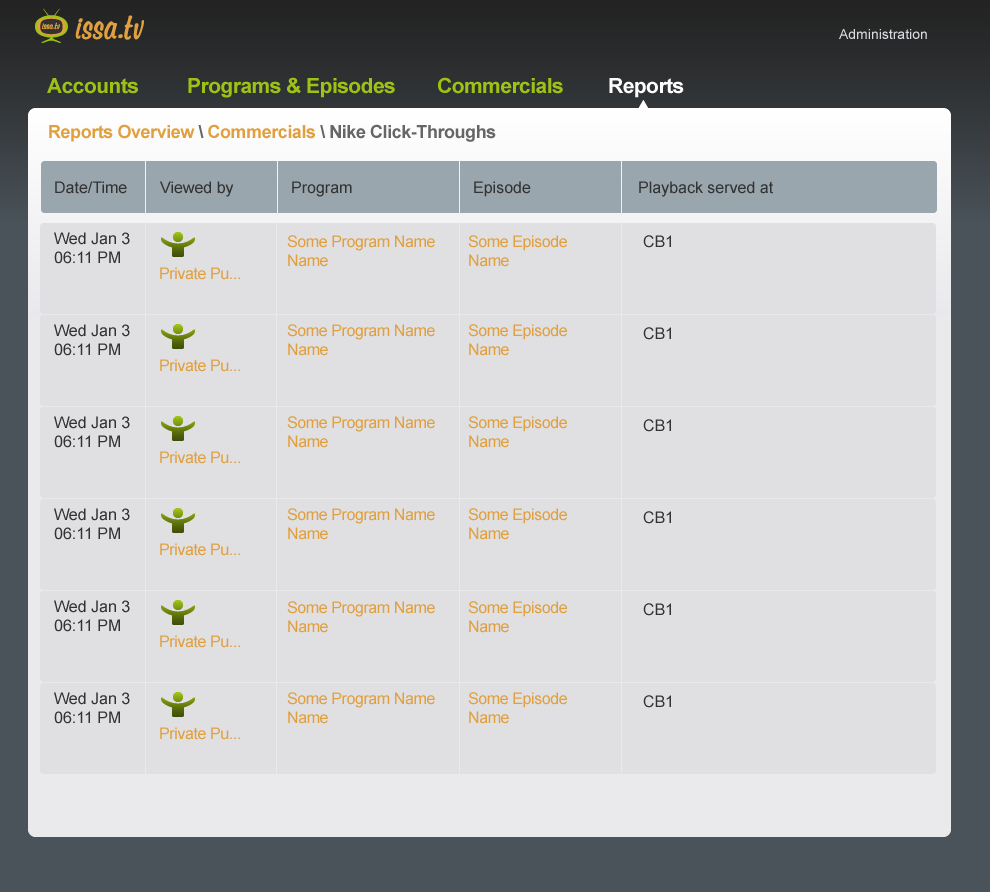 issa.tv issa.tv
Administration
Accounts Programs & Episodes Commercials Reports
Reports Overview \ Commercials \ Nike Click-Throughs
Date/Time Viewed by Program Episode Playback served at
Wed Jan 3 Some Program Name Some Episode CB1
06:11 PM Name Name
Private Pu...
Wed Jan 3 Some Program Name Some Episode CB1
06:11 PM Name Name
Private Pu...
Wed Jan 3 Some Program Name Some Episode CB1
06:11 PM Name Name
Private Pu...
Wed Jan 3 Some Program Name Some Episode CB1
06:11 PM Name Name
Private Pu...
Wed Jan 3 Some Program Name Some Episode CB1
06:11 PM Name Name
Private Pu...
Wed Jan 3 Some Program Name Some Episode CB1
06:11 PM Name Name
Private Pu...